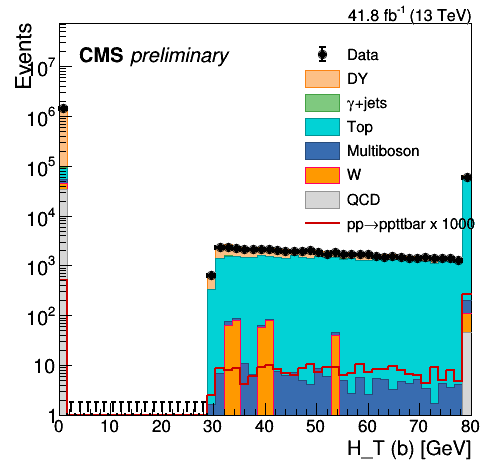 41.8 fb⁻¹ (13 TeV)
Events
CMS preliminary
Data
DY
γ+jets
Top
Multiboson
W
QCD
pp→ppttbar x 1000
10⁷
10⁶
10⁵
10⁴
10³
10²
10
1
0 10 20 30 40 50 60 70 80
H_T (b) [GeV]